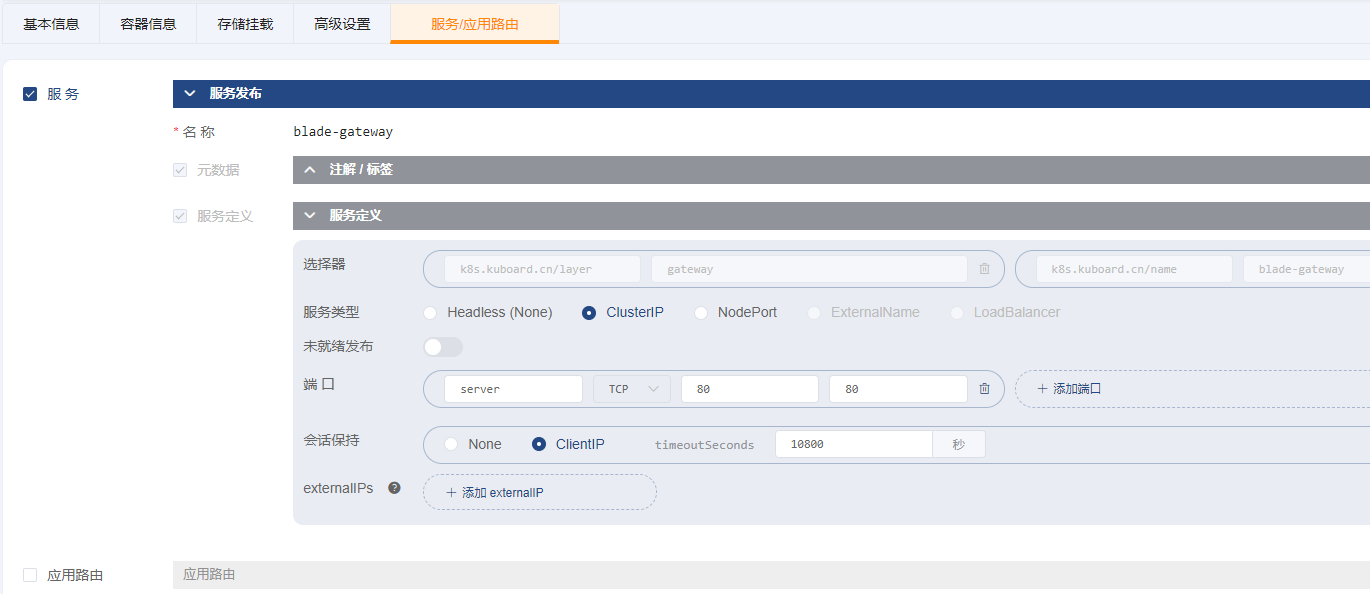 基本信息 容器信息 存储挂载 高级设置 服务/应用路由
服 务 服务发布
* 名 称 blade-gateway
元数据 注解 / 标签
服务定义 服务定义
选择器 k8s.kuboard.cn/layer gateway k8s.kuboard.cn/name blade-gateway
服务类型 Headless (None) ClusterIP NodePort ExternalName LoadBalancer
未就绪发布
端 口 server TCP 80 80 添加端口
会话保持 None ClientIP timeoutSeconds 10800 秒
externalIPs ? 添加 externalIP
应用路由 应用路由